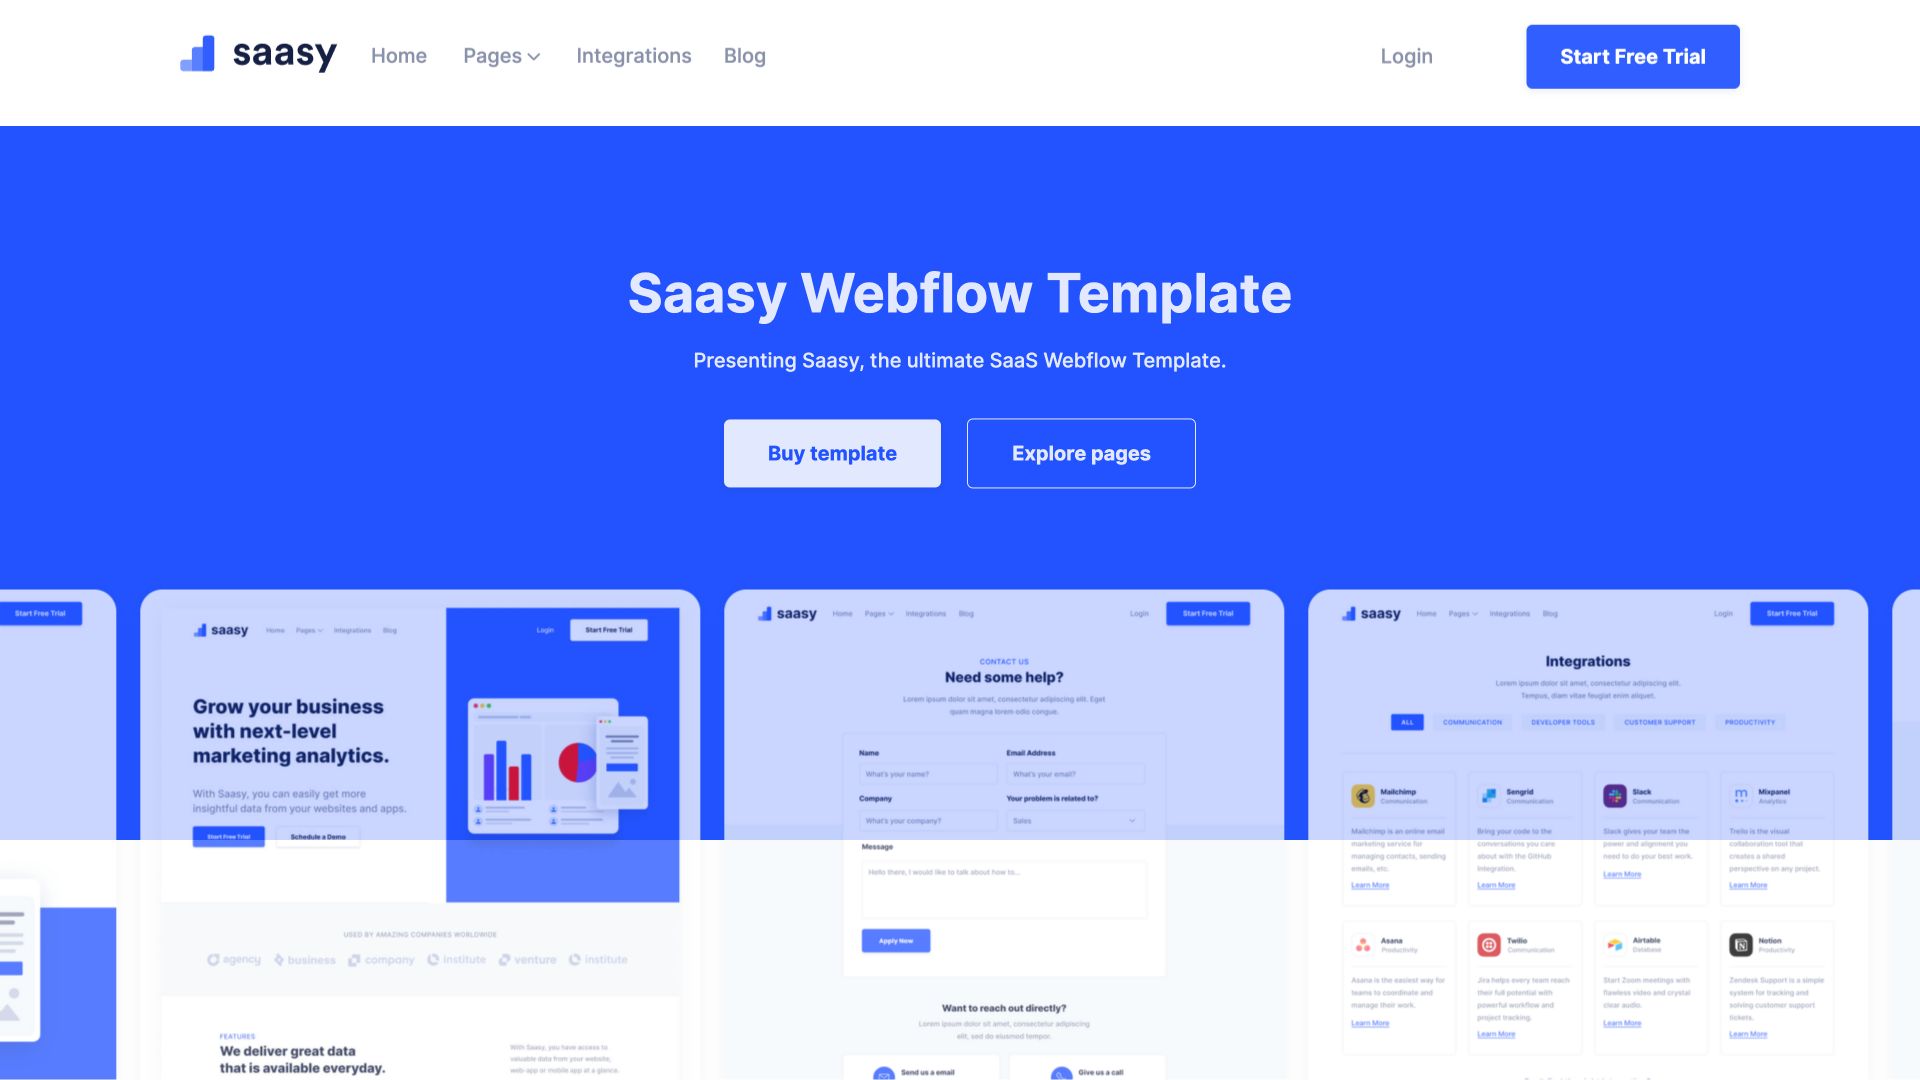 saasy
Home
Pages
Integrations
Blog
Login
Start Free Trial
Saasy Webflow Template
Presenting Saasy, the ultimate SaaS Webflow Template.
Buy template
Explore pages
Start Free Trial
saasy
Home
Pages
Integrations
Blog
Login
Start Free Trial
Grow your business
with next-level
marketing analytics.
With Saasy, you can easily get more
insightful data from your websites and apps.
Start Free Trial
Schedule a Demo
USED BY AMAZING COMPANIES WORLDWIDE
agency
business
company
institute
venture
institute
FEATURES
We deliver great data
that is available everyday.
With Saasy, you have access to
valuable data from your website,
web-app or mobile app at a glance.
saasy
Home
Pages
Integrations
Blog
Login
Start Free Trial
CONTACT US
Need some help?
Lorem ipsum dolor sit amet, consectetur adipiscing elit. Eget
quam magna lorem odio congue.
Name
Email Address
What's your name?
What's your email?
Company
Your problem is related to?
What's your company?
Sales
Message
Hello there, I would like to talk about how to...
Apply Now
Want to reach out directly?
Lorem ipsum dolor sit amet, consectetur adipiscing
elit, sed do eiusmod tempor.
Send us a email
Give us a call
saasy
Home
Pages
Integrations
Blog
Login
Start Free Trial
Integrations
Lorem ipsum dolor sit amet, consectetur adipiscing elit.
Tempus, diam vitae feugiat enim aliquet.
ALL
COMMUNICATION
DEVELOPER TOOLS
CUSTOMER SUPPORT
PRODUCTIVITY
Mailchimp
Communication
Mailchimp is an online email
marketing service for
managing contacts, sending
emails, etc.
Learn More
Sengrid
Communication
Bring your code to the
conversations you care
about with the GitHub
Integration.
Learn More
Slack
Communication
Slack gives your team the
power and alignment you
need to do your best work.
Learn More
Mixpanel
Analytics
Trello is the visual
collaboration tool that
creates a shared
perspective on any project.
Learn More
Asana
Productivity
Asana is the easiest way for
teams to coordinate and
manage their work.
Learn More
Twilio
Communication
Jira helps every team reach
their full potential with
powerful workflow and
project tracking.
Learn More
Airtable
Database
Start Zoom meetings with
flawless video and crystal
clear audio.
Learn More
Notion
Productivity
Zendesk Support is a simple
system for tracking and
solving customer support
tickets.
Learn More